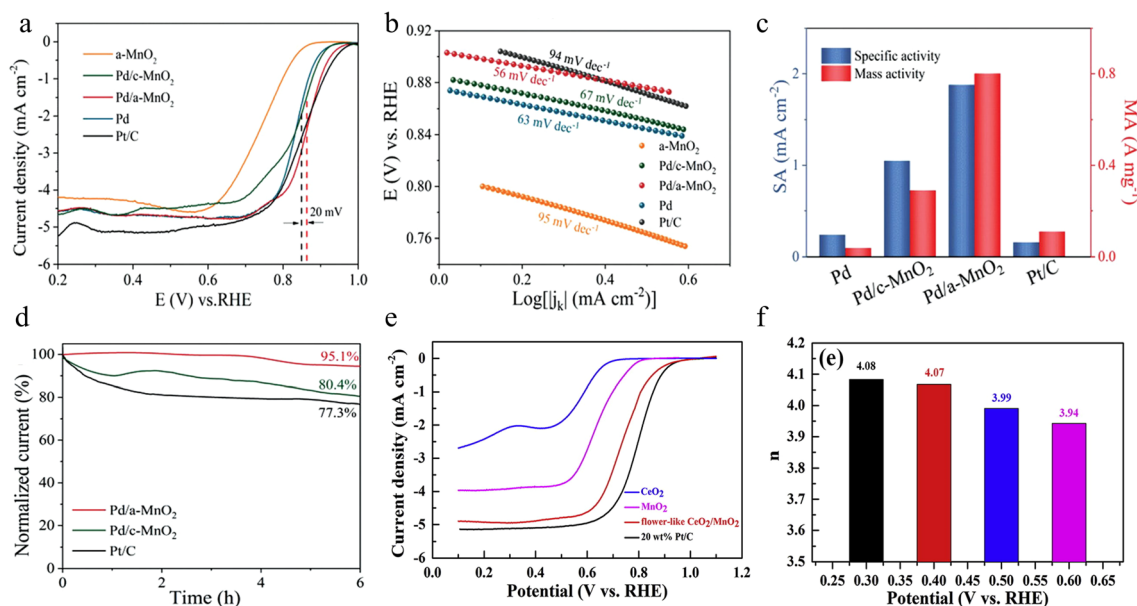 a
Current density (mA cm⁻²)
0
-1
-2
-3
-4
-5
-6
a-MnO₂
Pd/c-MnO₂
Pd/a-MnO₂
Pd
Pt/C
20 mV
0.2 0.4 0.6 0.8 1.0
E (V) vs.RHE
b
E (V) vs. RHE
0.92
0.88
0.84
0.80
0.76
94 mV dec⁻¹
56 mV dec⁻¹
67 mV dec⁻¹
63 mV dec⁻¹
95 mV dec⁻¹
a-MnO₂
Pd/c-MnO₂
Pd/a-MnO₂
Pd
Pt/C
0.0 0.2 0.4 0.6 0.8
Log[|jₖ| (mA cm⁻²)]
c
SA (mA cm⁻²)
2
1
0
Specific activity
Mass activity
MA (A mg⁻¹)
0.8
0.4
0.0
Pd Pd/c-MnO₂ Pd/a-MnO₂ Pt/C
d
Normalized current (%)
100
80
60
40
20
0
95.1%
80.4%
77.3%
Pd/a-MnO₂
Pd/c-MnO₂
Pt/C
0 2 4 6
Time (h)
e
Current density (mA cm⁻²)
0
-1
-2
-3
-4
-5
-6
CeO₂
MnO₂
flower-like CeO₂/MnO₂
20 wt% Pt/C
0.0 0.2 0.4 0.6 0.8 1.0 1.2
Potential (V vs. RHE)
f
(e)
n
4.2
4.1
4.0
3.9
3.8
3.7
3.6
3.5
4.08
4.07
3.99
3.94
0.25 0.30 0.35 0.40 0.45 0.50 0.55 0.60 0.65
Potential (V vs. RHE)